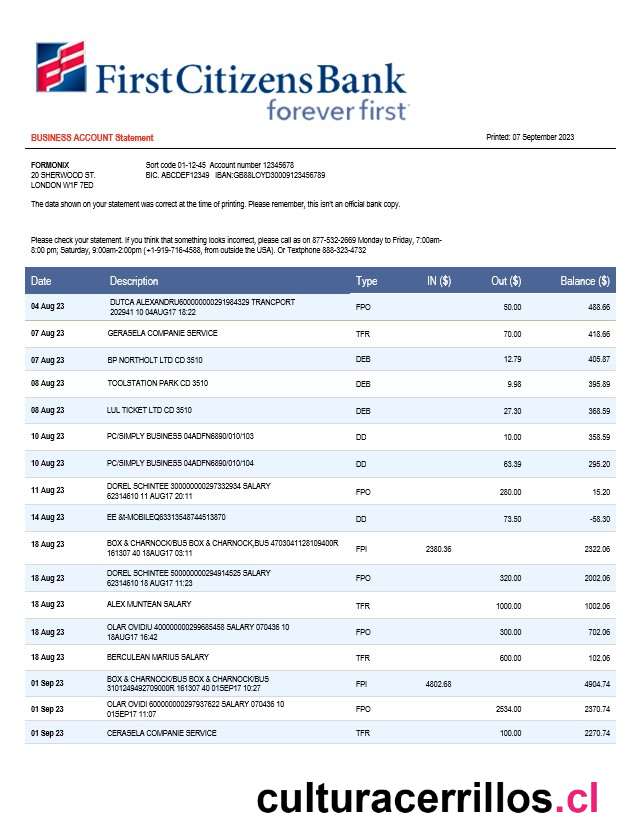 First Citizens Bank
forever first
BUSINESS ACCOUNT Statement Printed: 07 September 2023
FORMONIX Sort code 01-12-45 Account number 12345678
20 SHERWOOD ST. BIC. ABCDEF12349 IBAN:GB88LOYD30009123456789
LONDON W1F 7ED
The data shown on your statement was correct at the time of printing. Please remember, this isn't an official bank copy.
Please check your statement. If you think that something looks incorrect, please call as on 877-532-2669 Monday to Friday, 7:00am-
8:00 pm; Saturday, 9:00am-2:00pm (+1-919-716-4588, from outside the USA). Or Textphone 888-323-4732
Date Description Type IN ($) Out ($) Balance ($)
04 Aug 23 DUTCA ALEXANDRU600000000291984329 TRANCPORT
202941 10 04AUG17 18:22 FPO 50.00 488.66
07 Aug 23 GERASELA COMPANIE SERVICE TFR 70.00 418.66
07 Aug 23 BP NORTHOLT LTD CD 3510 DEB 12.79 405.87
08 Aug 23 TOOLSTATION PARK CD 3510 DEB 9.98 395.89
08 Aug 23 LUL TICKET LTD CD 3510 DEB 27.30 368.59
10 Aug 23 PC/SIMPLY BUSINESS 04ADFN6890/010/103 DD 10.00 358.59
10 Aug 23 PC/SIMPLY BUSINESS 04ADFN6890/010/104 DD 63.39 295.20
11 Aug 23 DOREL SCHINTEE 300000000297332934 SALARY
62314610 11 AUG17 20:11 FPO 280.00 15.20
14 Aug 23 EE &t-MOBILEQ63313548744513870 DD 73.50 -58.30
18 Aug 23 BOX & CHARNOCK/BUS BOX & CHARNOCK,BUS 4703041128109400R
161307 40 18AUG17 03:11 FPI 2380.36 2322.06
18 Aug 23 DOREL SCHINTEE 500000000294914525 SALARY
62314610 18 AUG17 11:23 FPO 320.00 2002.06
18 Aug 23 ALEX MUNTEAN SALARY TFR 1000.00 1002.06
18 Aug 23 OLAR OVIDIU 400000000299685458 SALARY 070436 10
18AUG17 16:42 FPO 300.00 702.06
18 Aug 23 BERCULEAN MARIUS SALARY TFR 600.00 102.06
01 Sep 23 BOX & CHARNOCK/BUS BOX & CHARNOCK/BUS
3101249492709000R 161307 40 01SEP17 10:27 FPI 4802.68 4904.74
01 Sep 23 OLAR OVIDI 600000000297937622 SALARY 070436 10
01SEP17 11:07 FPO 2534.00 2370.74
01 Sep 23 CERASELA COMPANIE SERVICE TFR 100.00 2270.74
culturacerrillos.cl